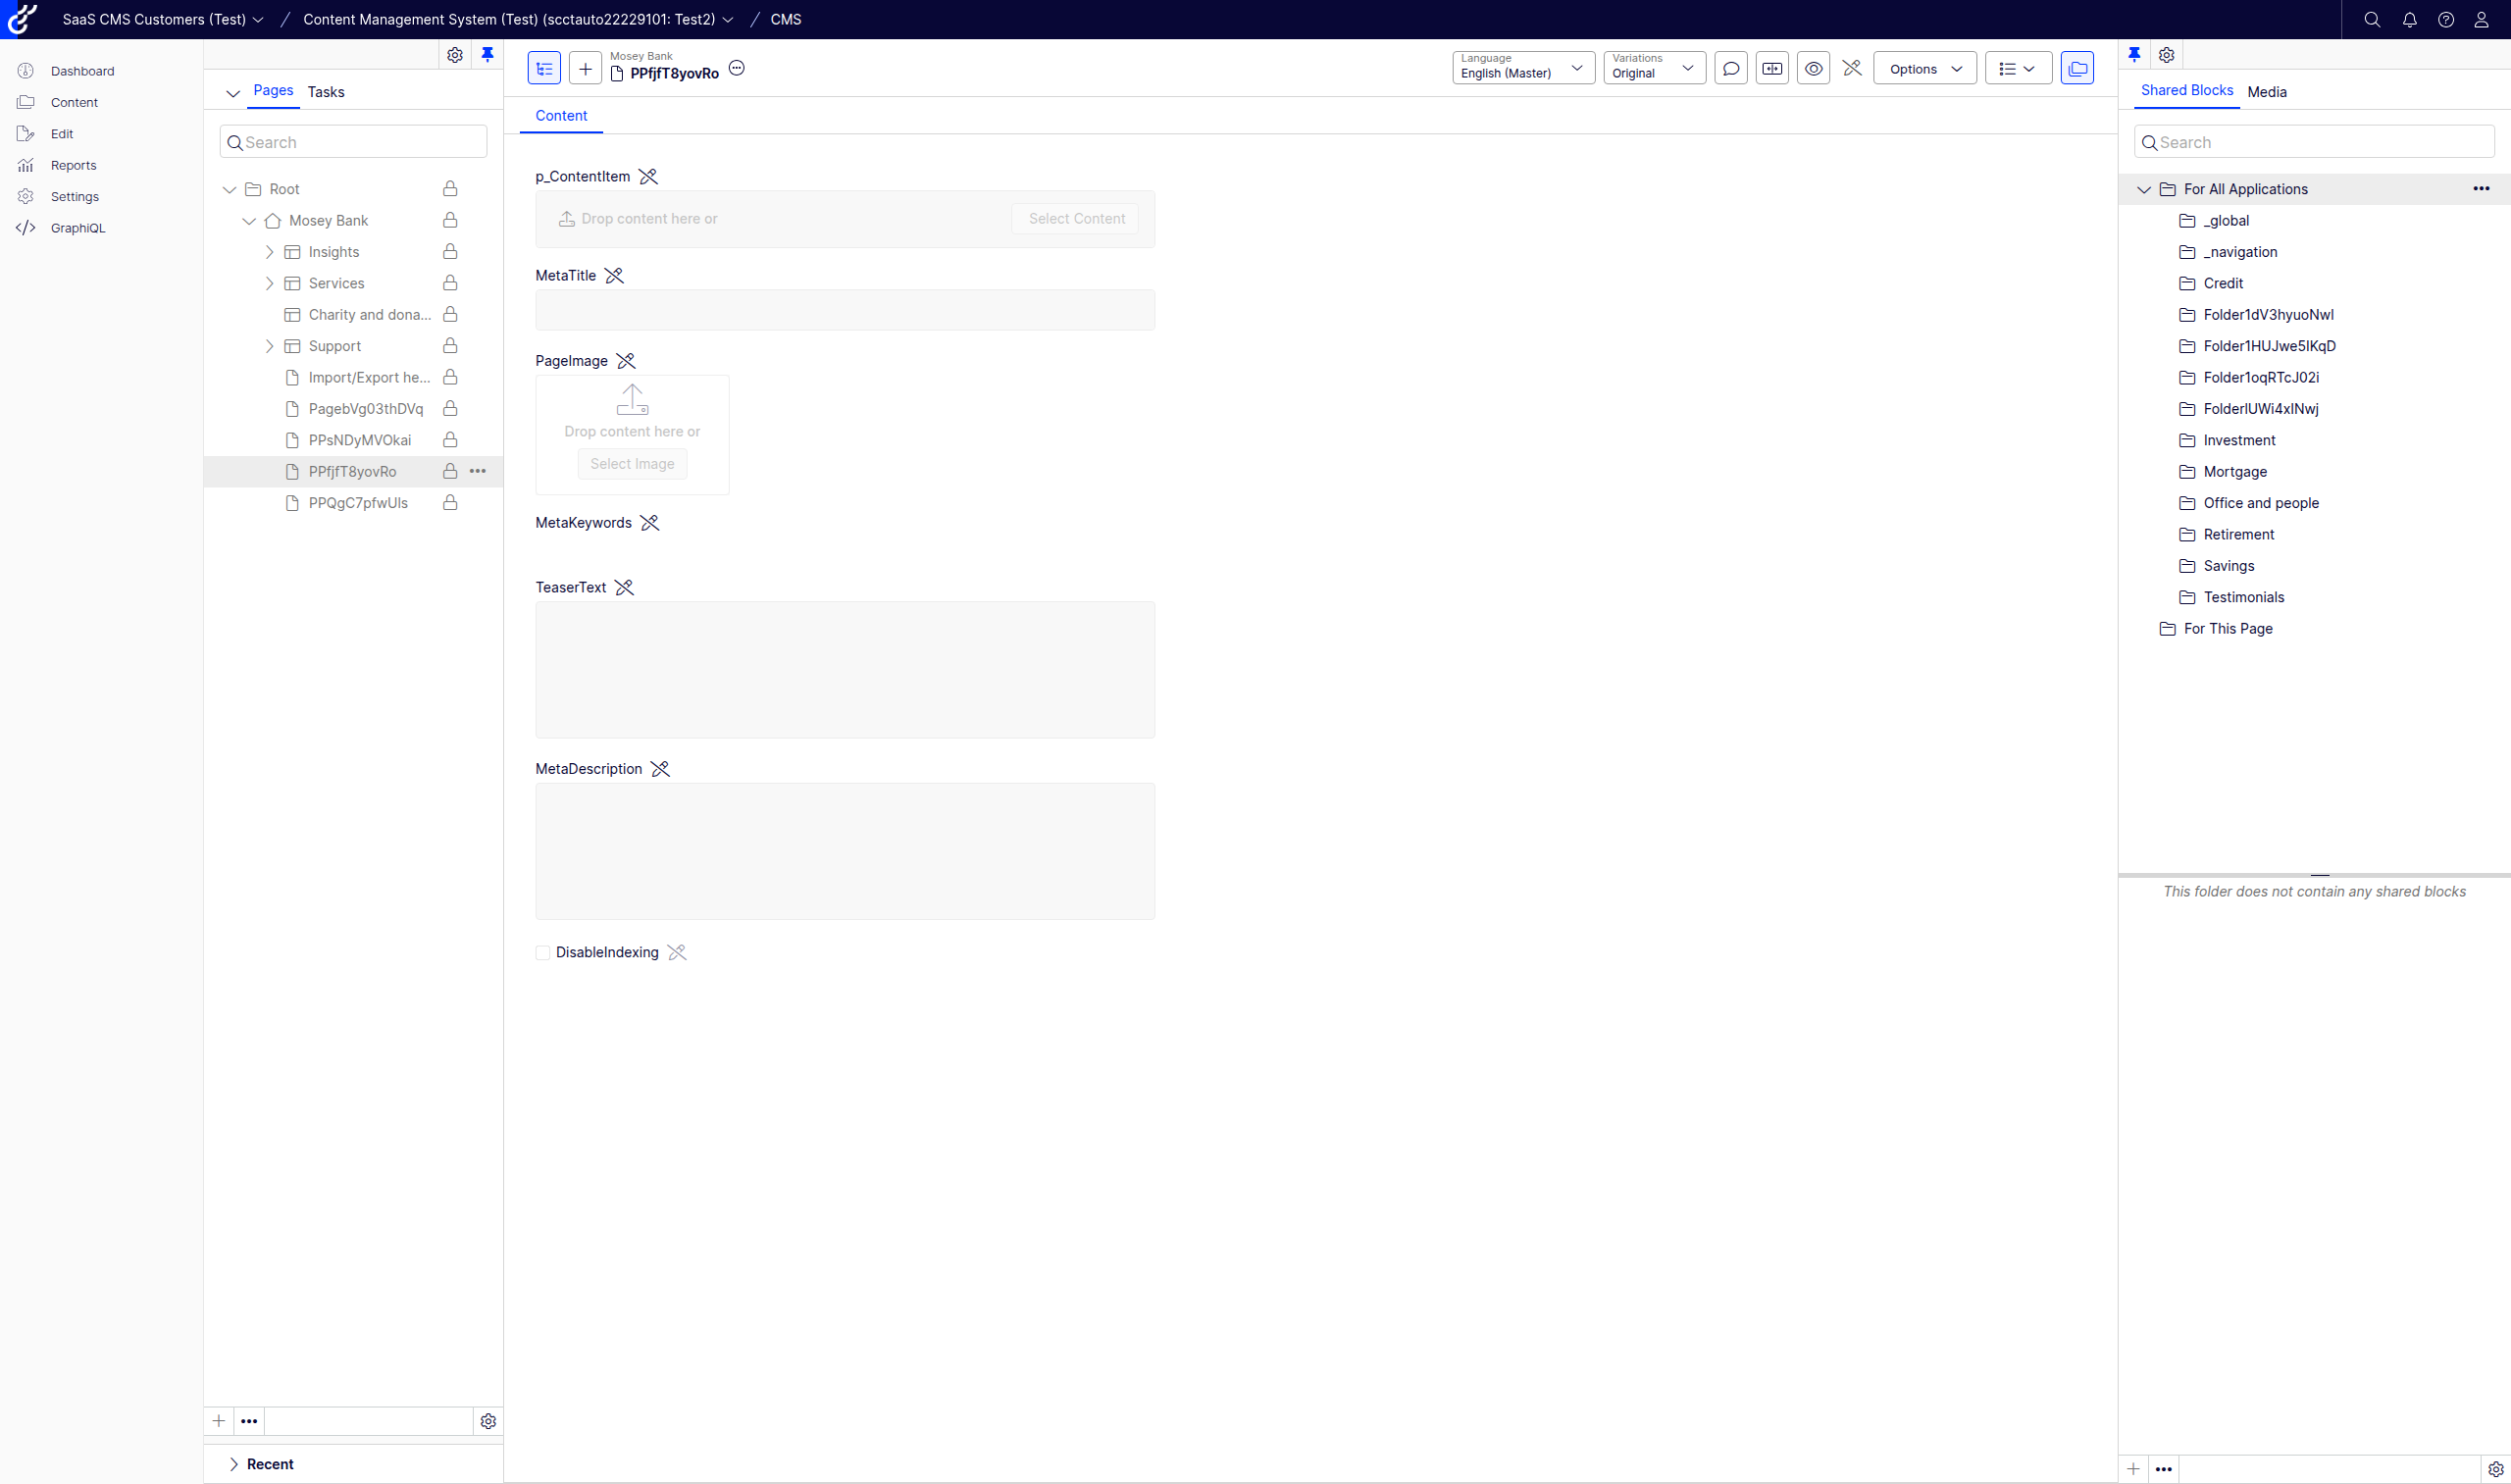 SaaS CMS Customers (Test) / Content Management System (Test) (scctauto22229101: Test2) / CMS
Dashboard
Content
Edit
Reports
Settings
GraphiQL
Pages Tasks
Search
Root
Mosey Bank
Insights
Services
Charity and dona...
Support
Import/Export he...
PagebVg03thDVq
PPsNDyMVOkai
PPfjfT8yovRo
PPQgC7pfwUls
Recent
Mosey Bank
PPfjfT8yovRo
Language
English (Master)
Variations
Original
Options
Content
p_ContentItem
Drop content here or
Select Content
MetaTitle
PageImage
Drop content here or
Select Image
MetaKeywords
TeaserText
MetaDescription
DisableIndexing
Shared Blocks Media
Search
For All Applications
_global
_navigation
Credit
Folder1dV3hyuoNwl
Folder1HUJwe5IKqD
Folder1oqRTcJ02i
FolderlUWi4xINwj
Investment
Mortgage
Office and people
Retirement
Savings
Testimonials
For This Page
This folder does not contain any shared blocks